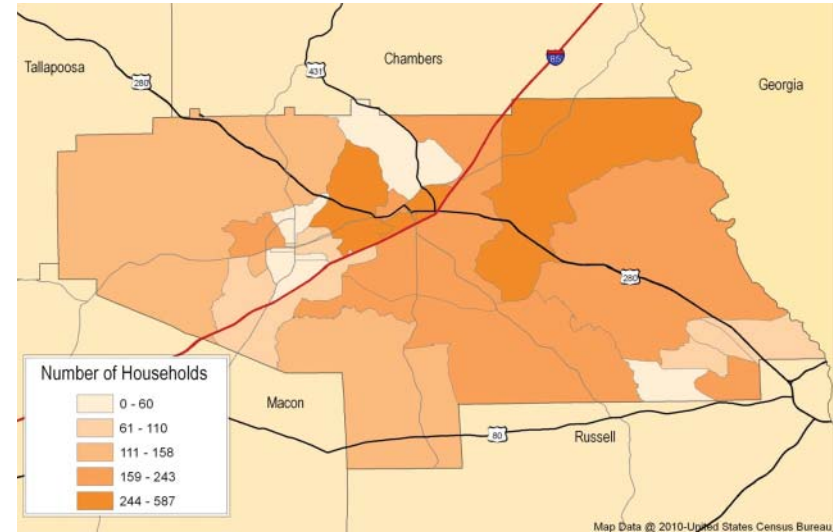 Tallapoosa
280
431
Chambers
85
Georgia
280
Number of Households
0 - 60
61 - 110
111 - 158
159 - 243
244 - 587
Macon
80
Russell
Map Data @ 2010-United States Census Bureau